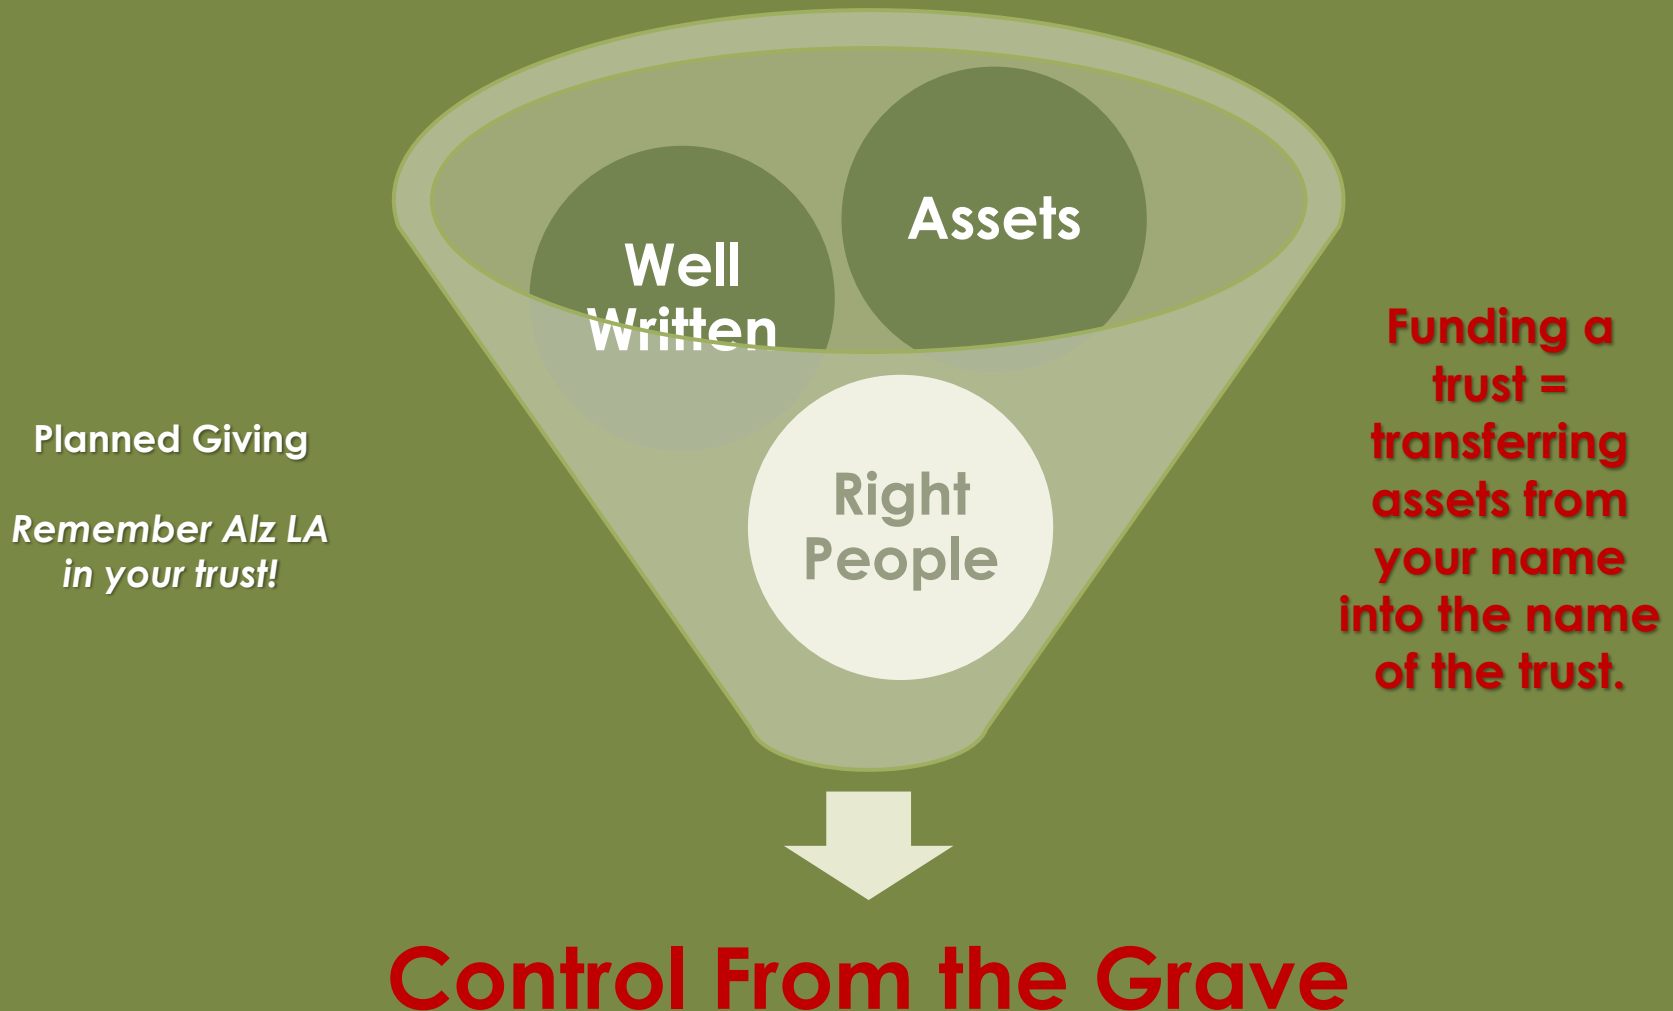 Assets
Well
Written
Right
People
Planned Giving
Remember Alz LA
in your trust!
Funding a
trust =
transferring
assets from
your name
into the name
of the trust.
Control From the Grave